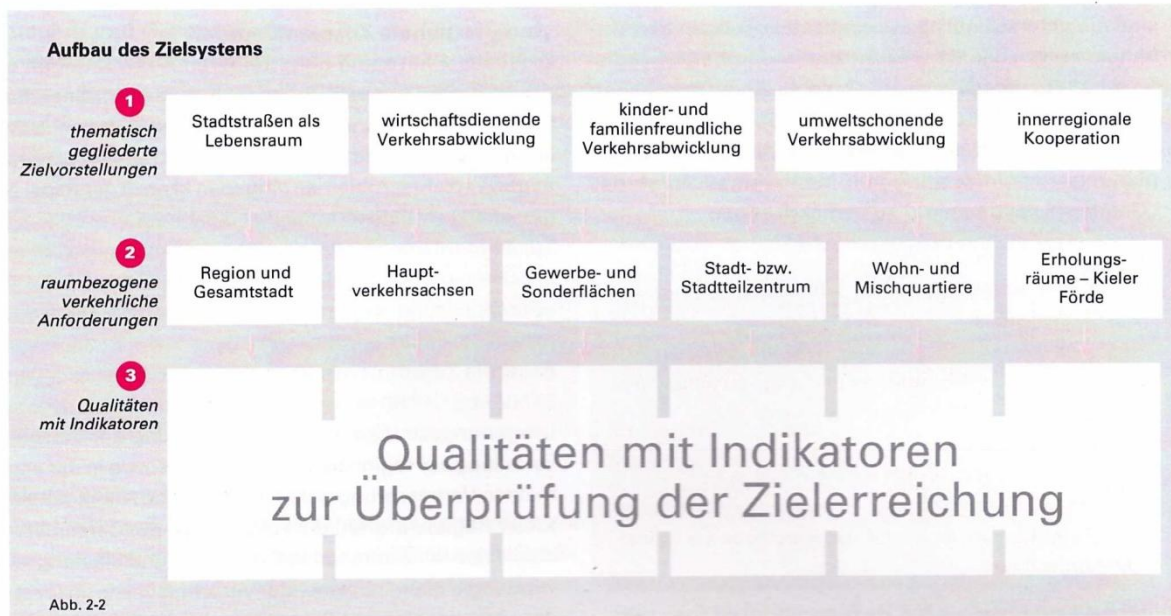 Aufbau des Zielsystems
1
thematisch
gegliederte
Zielvorstellungen
Stadtstraßen als
Lebensraum
wirtschaftsdienende
Verkehrsabwicklung
kinder- und
familienfreundliche
Verkehrsabwicklung
umweltschonende
Verkehrsabwicklung
innerregionale
Kooperation
2
raumbezogene
verkehrliche
Anforderungen
Region und
Gesamtstadt
Haupt-
verkehrsachsen
Gewerbe- und
Sonderflächen
Stadt- bzw.
Stadtteilzentrum
Wohn- und
Mischquartiere
Erholungs-
räume – Kieler
Förde
3
Qualitäten
mit Indikatoren
Qualitäten mit Indikatoren
zur Überprüfung der Zielerreichung
Abb. 2-2